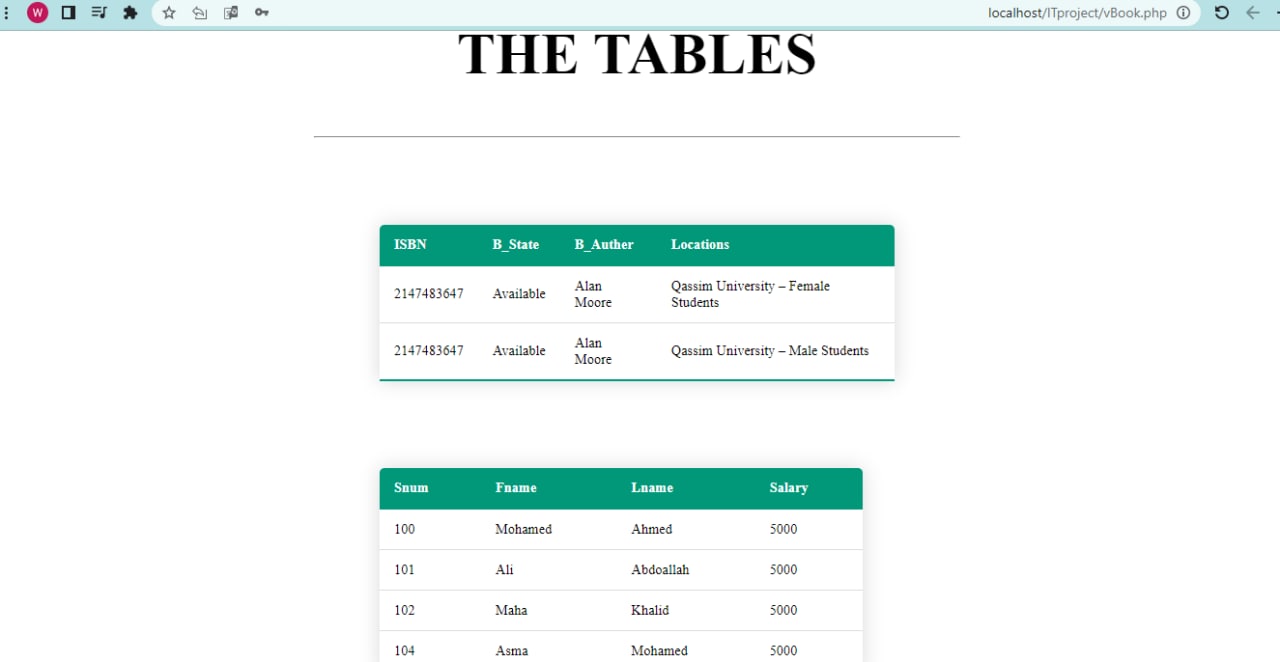 W
localhost/ITproject/vBook.php
THE TABLES
ISBN B_State B_Auther Locations
2147483647 Available Alan Moore Qassim University – Female Students
2147483647 Available Alan Moore Qassim University – Male Students
Snum Fname Lname Salary
100 Mohamed Ahmed 5000
101 Ali Abdoallah 5000
102 Maha Khalid 5000
104 Asma Mohamed 5000